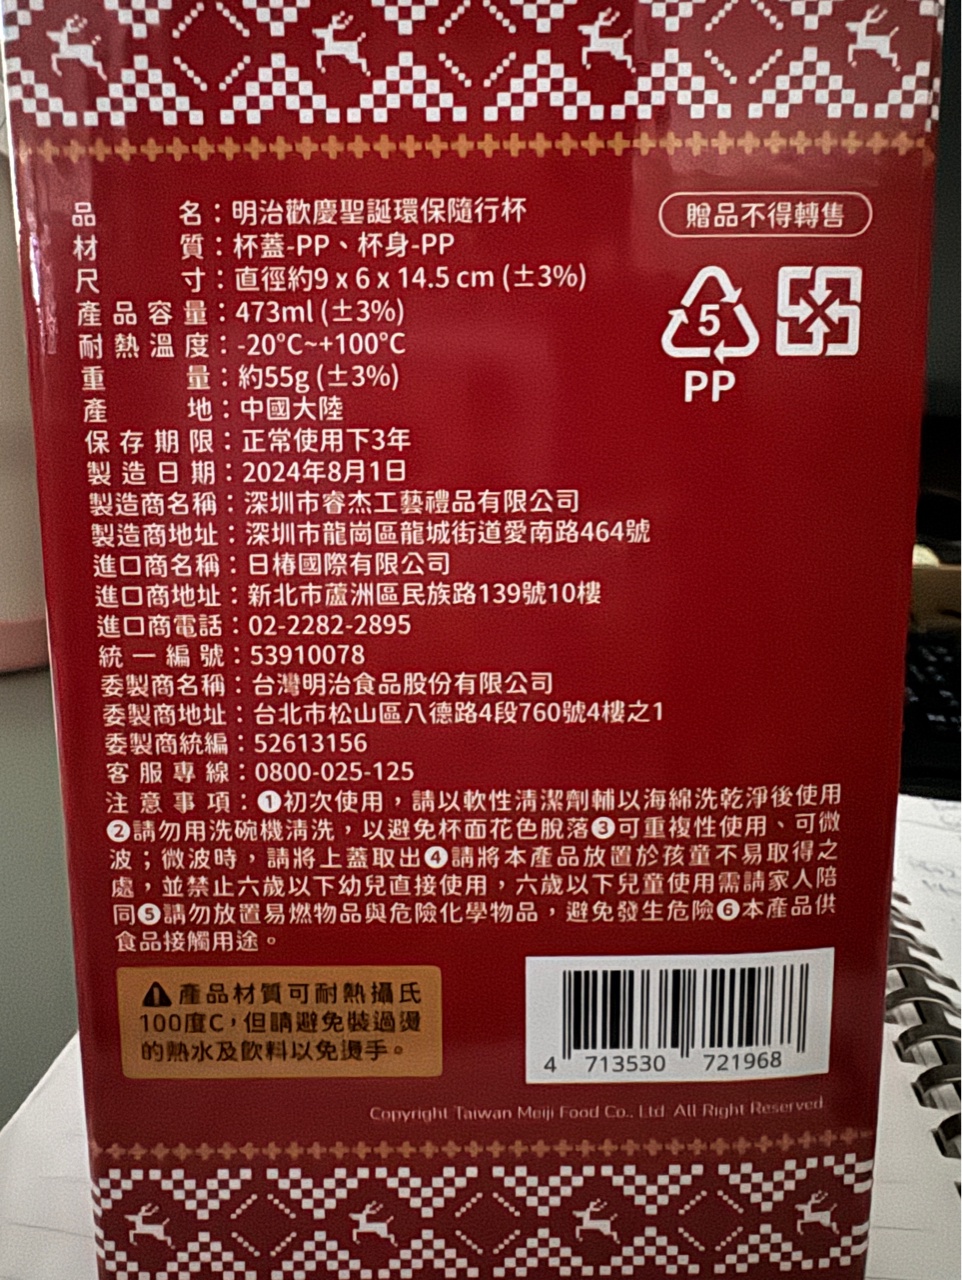 品名：明治歡慶聖誕環保隨行杯
贈品不得轉售
材質：杯蓋-PP、杯身-PP
尺寸：直徑約9 x 6 x 14.5 cm (±3%)
產品容量：473ml (±3%)
5
PP
耐熱溫度：-20°C~+100°C
重量：約55g (±3%)
產地：中國大陸
保存期限：正常使用下3年
製造日期：2024年8月1日
製造商名稱：深圳市睿杰工藝禮品有限公司
製造商地址：深圳市龍崗區龍城街道愛南路464號
進口商名稱：日椿國際有限公司
進口商地址：新北市蘆洲區民族路139號10樓
進口商電話：02-2282-2895
統一編號：53910078
委製商名稱：台灣明治食品股份有限公司
委製商地址：台北市松山區八德路4段760號4樓之1
委製商統編：52613156
客服專線：0800-025-125
注意事項：❶初次使用，請以軟性清潔劑輔以海綿洗乾淨後使用
❷請勿用洗碗機清洗，以避免杯面花色脫落❸可重複性使用、可微
波；微波時，請將上蓋取出❹請將本產品放置於孩童不易取得之
處，並禁止六歲以下幼兒直接使用，六歲以下兒童使用需請家人陪
同❺請勿放置易燃物品與危險化學物品，避免發生危險❻本產品供
食品接觸用途。
產品材質可耐熱攝氏
100度C，但請避免裝過燙
的熱水及飲料以免燙手。
4 713530 721968
Copyright Taiwan Meiji Food Co.. Ltd. All Right Reserved.